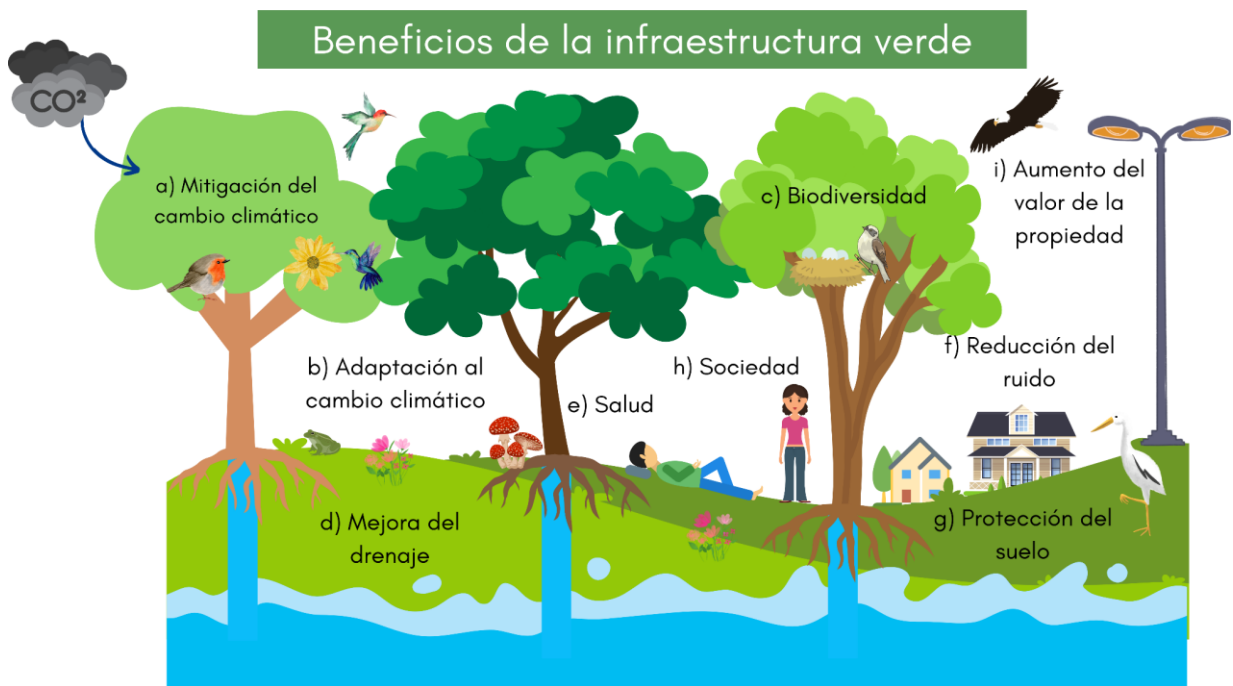 Beneficios de la infraestructura verde
CO²
a) Mitigación del
cambio climático
c) Biodiversidad
i) Aumento del
valor de la
propiedad
b) Adaptación al
cambio climático
e) Salud
h) Sociedad
f) Reducción del
ruido
d) Mejora del
drenaje
g) Protección del
suelo